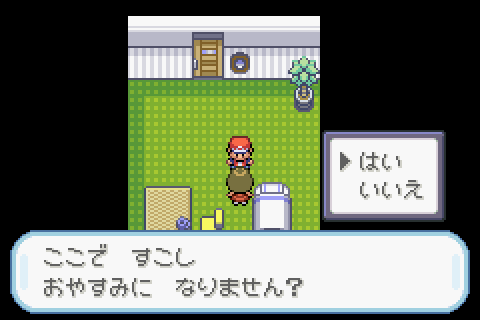 はい
いいえ
ここで　すこし
おやすみに　なりません？